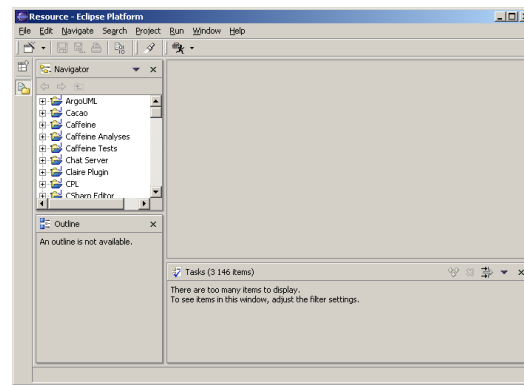 Resource - Eclipse Platform
File Edit Navigate Search Project Run Window Help
Navigator
ArgoUML
Cacao
Caffeine
Caffeine Analyses
Caffeine Tests
Chat Server
Claire Plugin
CPL
CSharp Editor
Outline
An outline is not available.
Tasks (3 146 items)
There are too many items to display.
To see items in this window, adjust the filter settings.